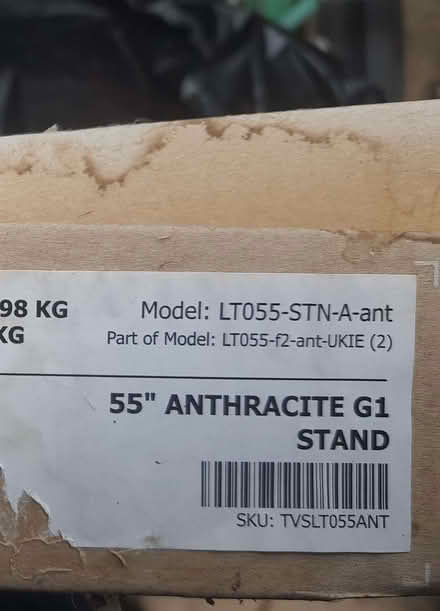 98 KG
KG
Model: LT055-STN-A-ant
Part of Model: LT055-f2-ant-UKIE (2)
55" ANTHRACITE G1
STAND
SKU: TVSLT055ANT